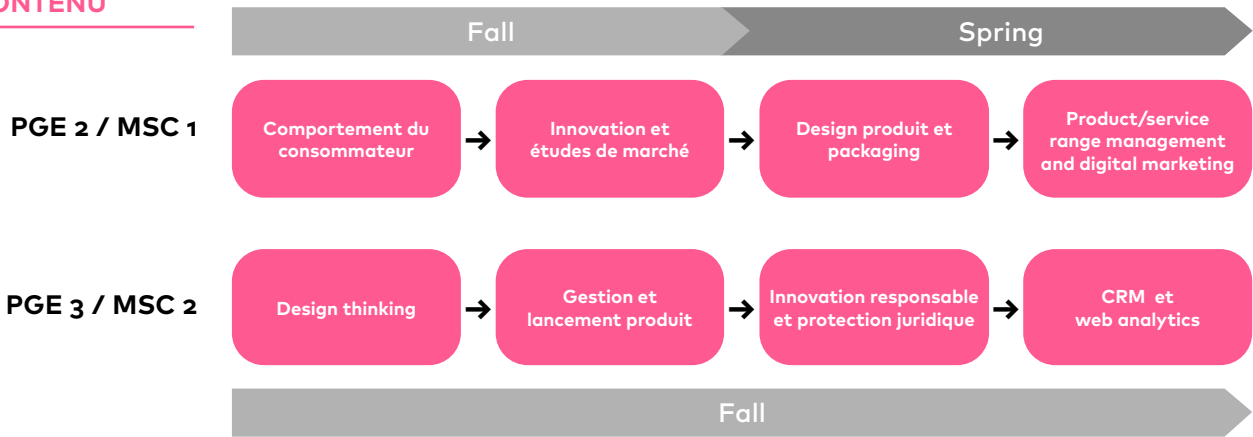 ONTENU
Fall
Spring
PGE 2 / MSC 1
Comportement du
consommateur
Innovation et
études de marché
Design produit et
packaging
Product/service
range management
and digital marketing
PGE 3 / MSC 2
Design thinking
Gestion et
lancement produit
Innovation responsable
et protection juridique
CRM et
web analytics
Fall